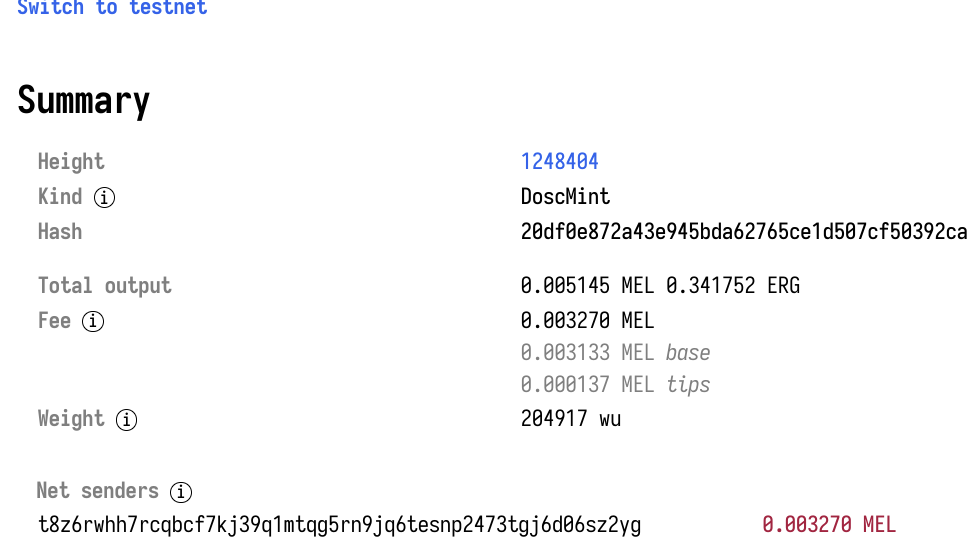 Switch to testnet
Summary
Height 1248404
Kind ⓘ DoscMint
Hash 20df0e872a43e945bda62765ce1d507cf50392ca
Total output 0.005145 MEL 0.341752 ERG
Fee ⓘ 0.003270 MEL
0.003133 MEL base
0.000137 MEL tips
Weight ⓘ 204917 wu
Net senders ⓘ
t8z6rwhh7rcqbcf7kj39q1mtqg5rn9jq6tesnp2473tgj6d06sz2yg 0.003270 MEL